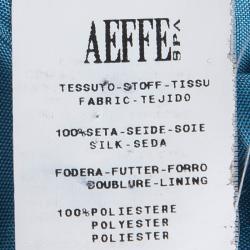 AEFFE SPA
TESSUTO-STOFF-TISSU
FABRIC-TEJIDO
100%SETA-SEIDE-SOIE
SILK-SEDA
FODERA-FUTTER-FORRO
DOUBLURE-LINING
100%POLIESTERE
POLYESTER
POLIESTER